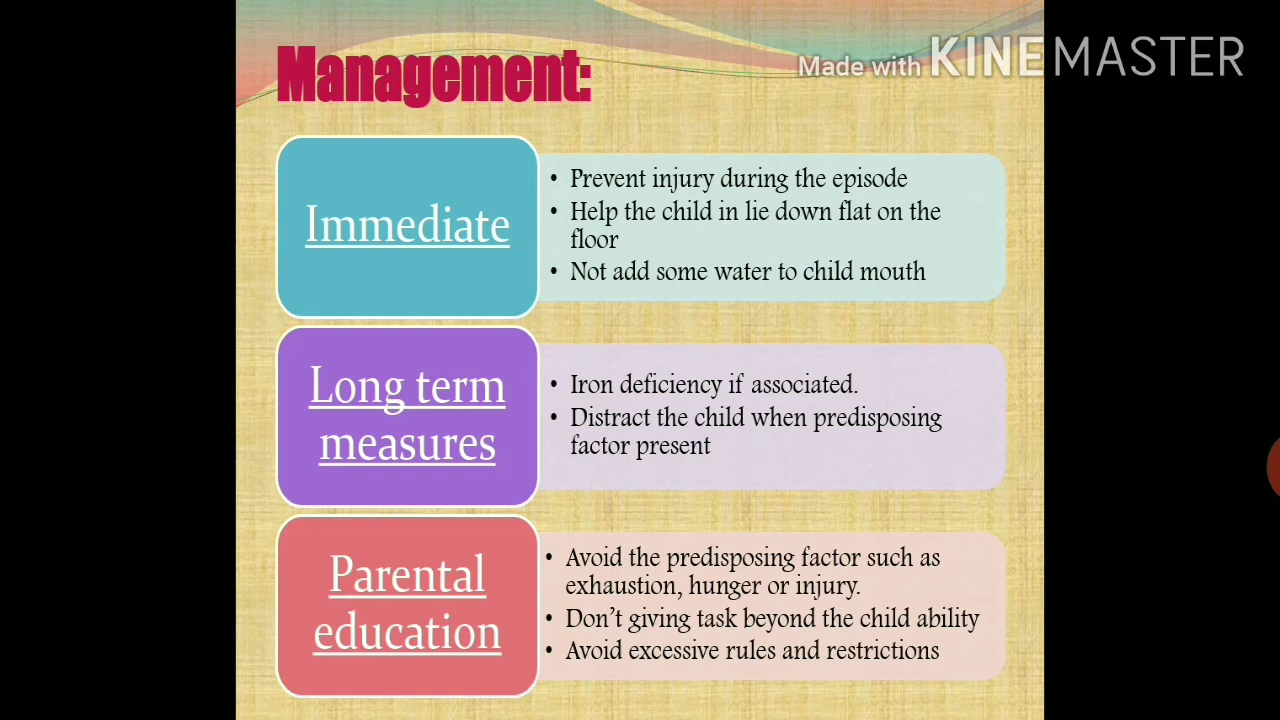 Management:
Made with KINEMASTER
Immediate
• Prevent injury during the episode
• Help the child in lie down flat on the
floor
• Not add some water to child mouth
Long term
measures
• Iron deficiency if associated.
• Distract the child when predisposing
factor present
Parental
education
• Avoid the predisposing factor such as
exhaustion, hunger or injury.
• Don’t giving task beyond the child ability
• Avoid excessive rules and restrictions